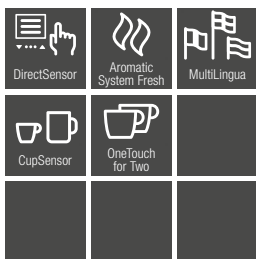 DirectSensor
Aromatic
System Fresh
MultiLingua
CupSensor
OneTouch
for Two